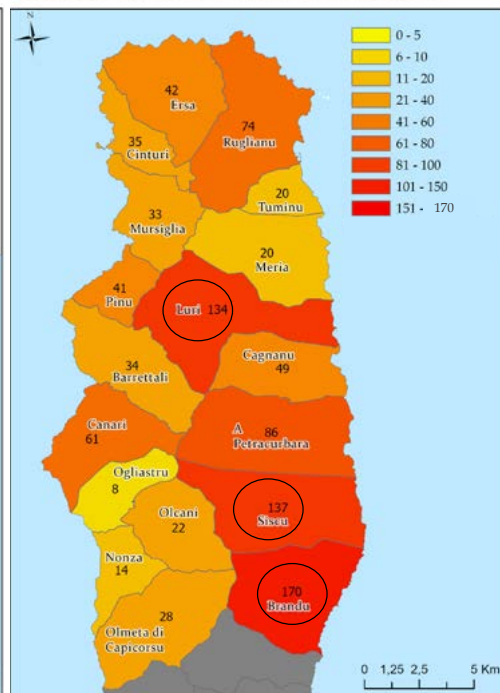 N
0 - 5
6 - 10
11 - 20
21 - 40
41 - 60
61 - 80
81 - 100
101 - 150
151 - 170
42
Ersa
74
Ruglianu
35
Cinturi
20
Tuminu
33
Mursiglia
20
Meria
41
Pinu
Luri 134
Cagnanu
49
34
Barrettali
Canari
61
A 86
Petracurbara
Ogliastru
8
Olcani
22
137
Siscu
Nonza
14
170
Brandu
28
Olmeta di
Capicorsu
0 1,25 2,5 5 Km